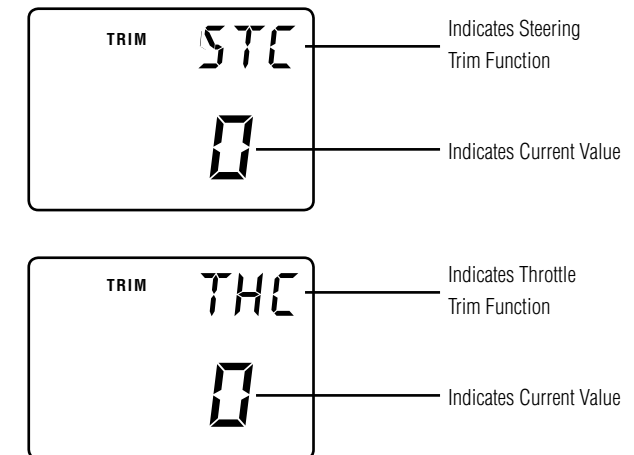 TRIM STC
Indicates Steering
Trim Function
0
Indicates Current Value
TRIM THC
Indicates Throttle
Trim Function
0
Indicates Current Value